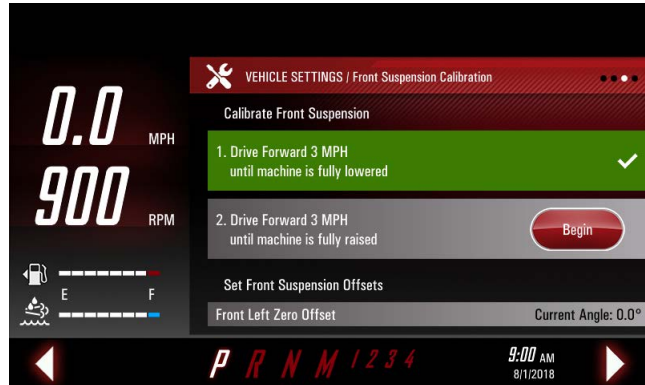 VEHICLE SETTINGS / Front Suspension Calibration
Calibrate Front Suspension
0.0 MPH
1. Drive Forward 3 MPH
until machine is fully lowered
900 RPM
2. Drive Forward 3 MPH
until machine is fully raised
Begin
E F
Set Front Suspension Offsets
Front Left Zero Offset Current Angle: 0.0°
P R N M 1 2 3 4
9:00 AM
8/1/2018